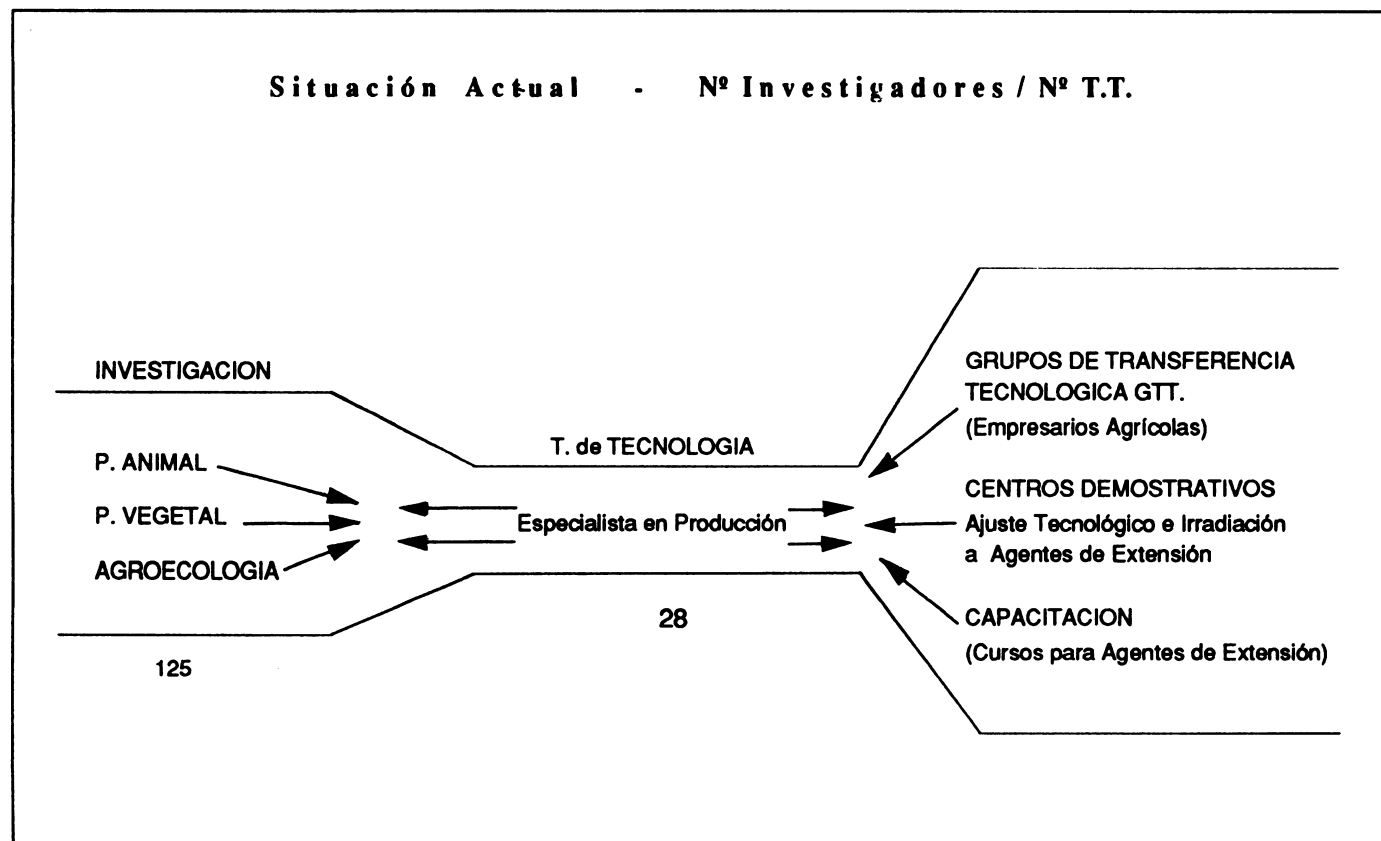 Situación Actual - Nº Investigadores / Nº T.T.
INVESTIGACION
P. ANIMAL
P. VEGETAL
AGROECOLOGIA
125
T. de TECNOLOGIA
Especialista en Producción
28
GRUPOS DE TRANSFERENCIA
TECNOLOGICA GTT.
(Empresarios Agrícolas)
CENTROS DEMOSTRATIVOS
Ajuste Tecnológico e Irradiación
a Agentes de Extensión
CAPACITACION
(Cursos para Agentes de Extensión)